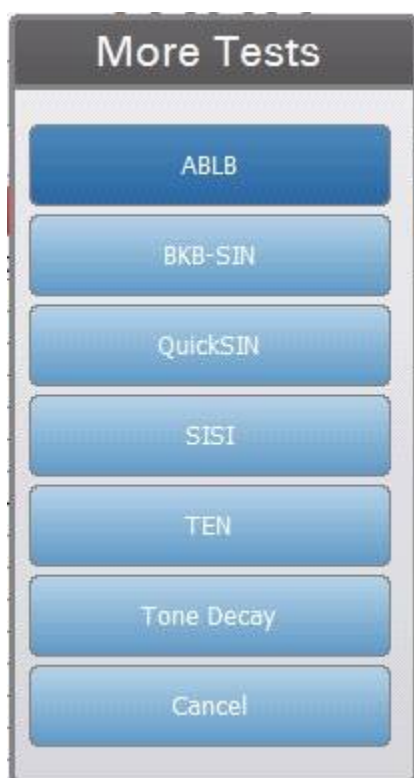 More Tests
ABLB
BKB-SIN
QuickSIN
SISI
TEN
Tone Decay
Cancel